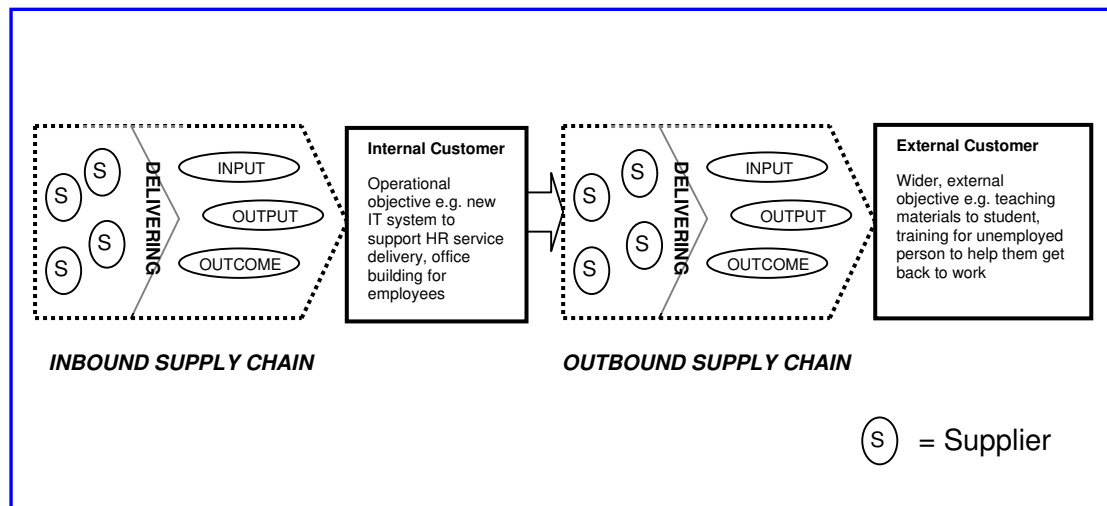 S
S
S
S
DELIVERING
INPUT
OUTPUT
OUTCOME
Internal Customer
Operational
objective e.g. new
IT system to
support HR service
delivery, office
building for
employees
S
S
S
S
DELIVERING
INPUT
OUTPUT
OUTCOME
External Customer
Wider, external
objective e.g. teaching
materials to student,
training for unemployed
person to help them get
back to work
INBOUND SUPPLY CHAIN
OUTBOUND SUPPLY CHAIN
S = Supplier